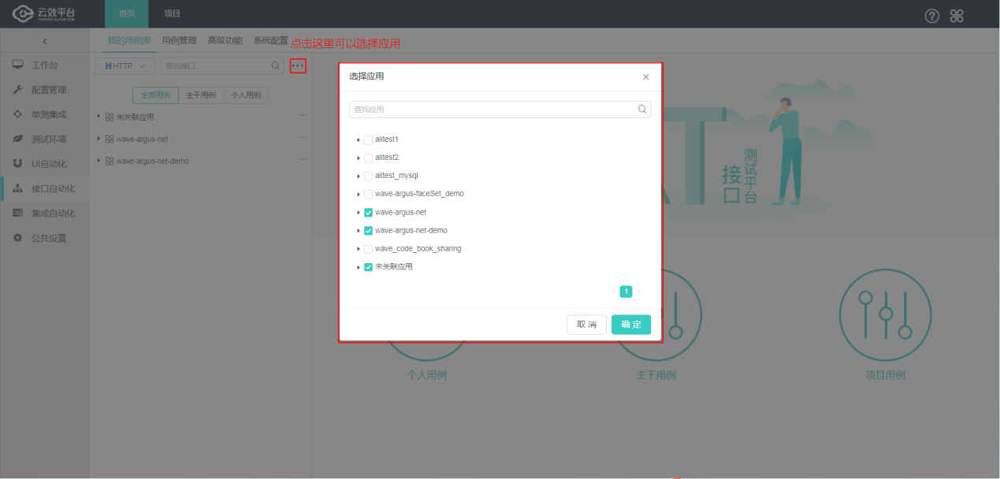 云效平台
YUNXIAO.ALIYUN.COM
首页
项目
我的用例库
用例管理
高级功能
系统配置
点击这里可以选择应用
工作台
配置管理
单测集成
测试环境
UI自动化
接口自动化
集成自动化
公共设置
HTTP
查找接口
全部用例
主干用例
个人用例
未关联应用
wave-argus-net
wave-argus-net-demo
选择应用
查找应用
alitest1
alitest2
alitest_mysql
wave-argus-faceSet_demo
wave-argus-net
wave-argus-net-demo
wave_code_book_sharing
未关联应用
1
取 消
确 定
T
接口
测试平台
个人用例
主干用例
项目用例